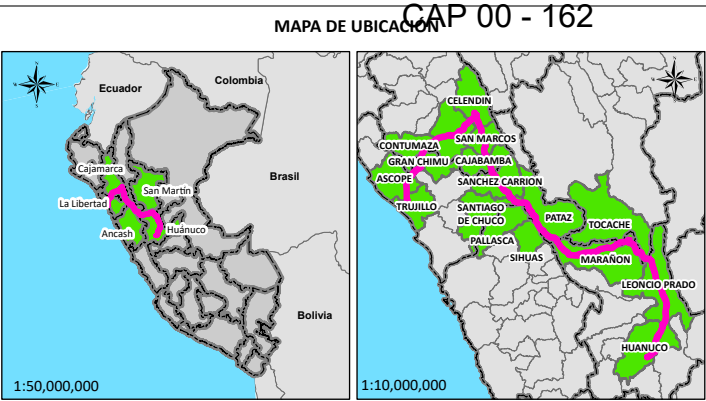 CAP 00 - 162
MAPA DE UBICACIÓN
Colombia
Ecuador
Brasil
Cajamarca
San Martín
La Libertad
Huánuco
Ancash
Bolivia
1:50,000,000
CELENDIN
CONTUMAZA
SAN MARCOS
GRAN CHIMU
CAJABAMBA
ASCOPE
SANCHEZ CARRION
TRUJILLO
SANTIAGO
DE CHUCO
PATAZ
TOCACHE
PALLASCA
SIHUAS
MARAÑON
LEONCIO PRADO
HUANUCO
1:10,000,000